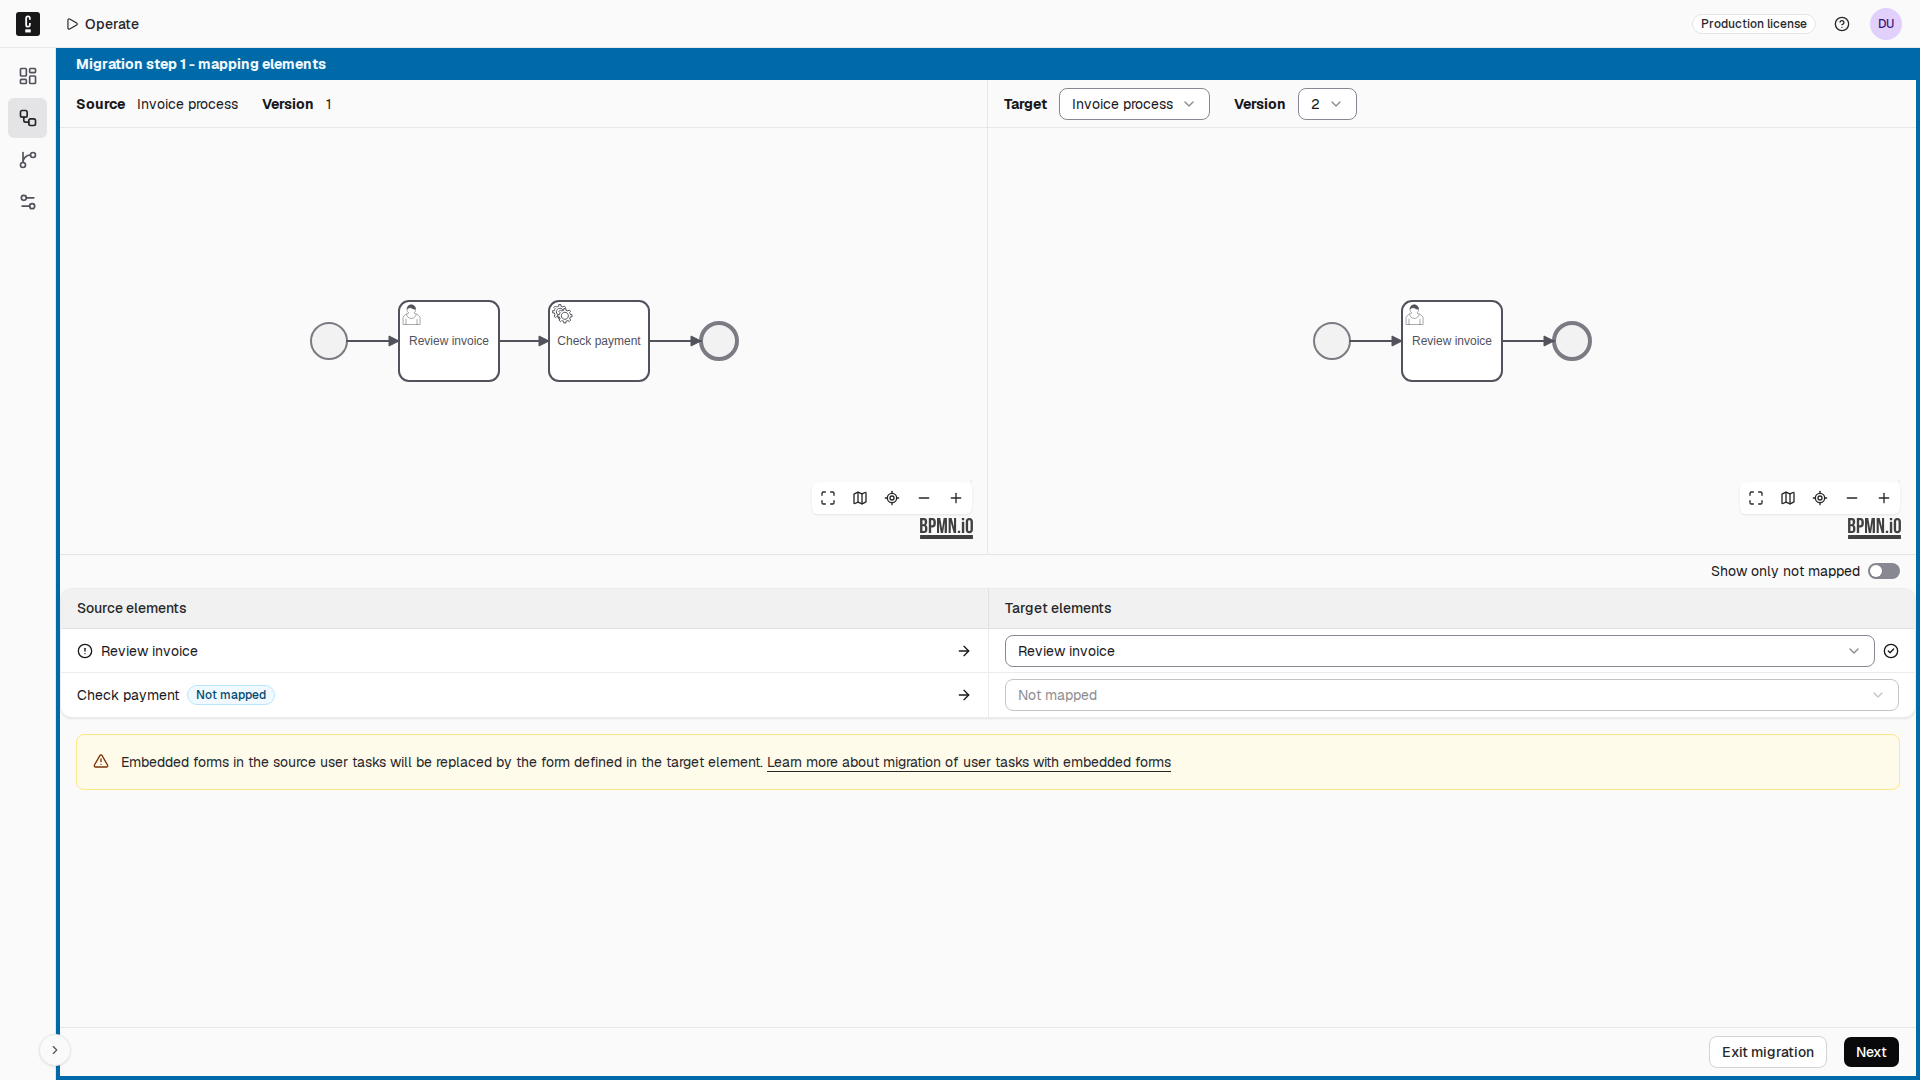 Operate
Production license
DU
Migration step 1 - mapping elements
Source Invoice process Version 1
Target Invoice process Version 2
Review invoice
Check payment
Review invoice
BPMN.iO
BPMN.iO
Show only not mapped
Source elements
Target elements
Review invoice
Review invoice
Check payment Not mapped
Not mapped
Embedded forms in the source user tasks will be replaced by the form defined in the target element. Learn more about migration of user tasks with embedded forms
Exit migration
Next